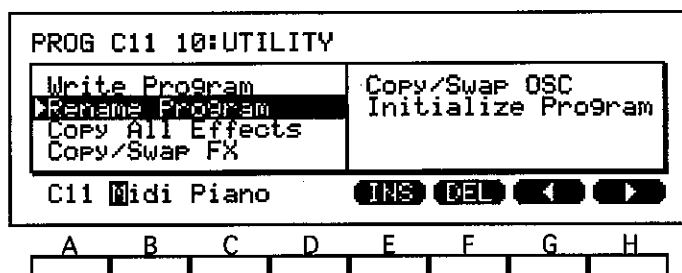 PROG C11 10:UTILITY
Write Program
Rename Program
Copy All Effects
Copy/Swap FX
Copy/Swap OSC
Initialize Program
C11 Midi Piano INS DEL
A B C D E F G H